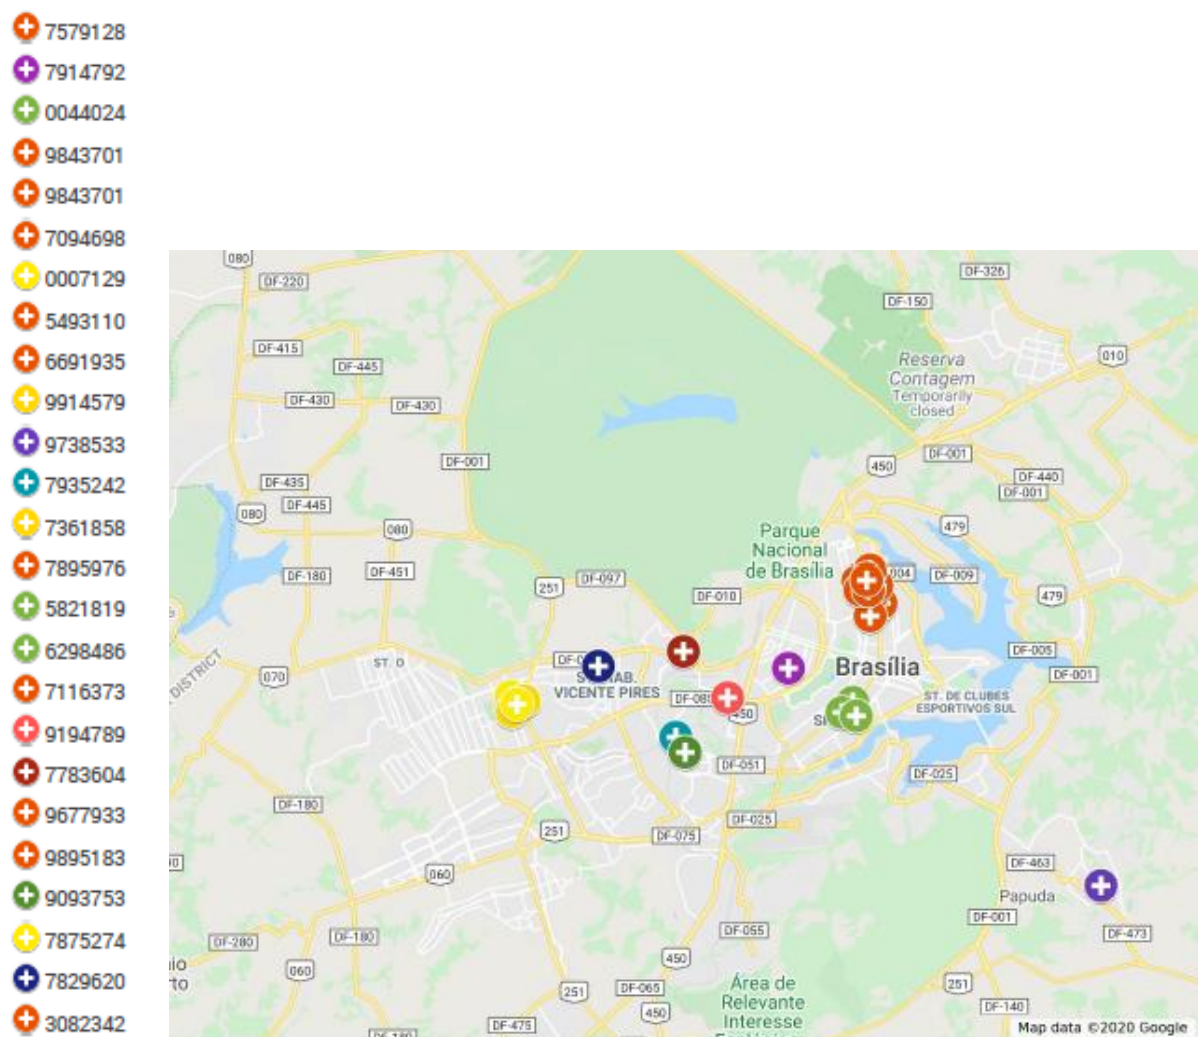 7579128
7914792
0044024
9843701
9843701
7094698
0007129
5493110
6691935
9914579
9738533
7935242
7361858
7895976
5821819
6298486
7116373
9194789
7783604
9677933
9895183
9093753
7875274
7829620
3082342
080
DF-220
DF-326
DF-150
DF-415
DF-445
Reserva
Contagem
Temporarily
closed
010
DF-430
DF-430
DF-001
450
DF-001
DF-440
DF-001
DF-435
DF-445
080
080
479
Parque
Nacional
de Brasília
004
DF-009
DF-180
DF-451
251
DF-097
DF-010
479
ST. O
DISTRICT
070
VICENTE PIRES
Brasília
DF-005
DF-001
ST. DE CLUBES
ESPORTIVOS SUL
450
DF-051
DF-025
DF-180
251
DF-075
DF-025
060
DF-463
Papuda
DF-001
DF-473
DF-280
DF-180
DF-055
060
450
251
DF-065
450
Área de
Relevante
Interesse
251
DF-140
DF-475
Map data ©2020 Google